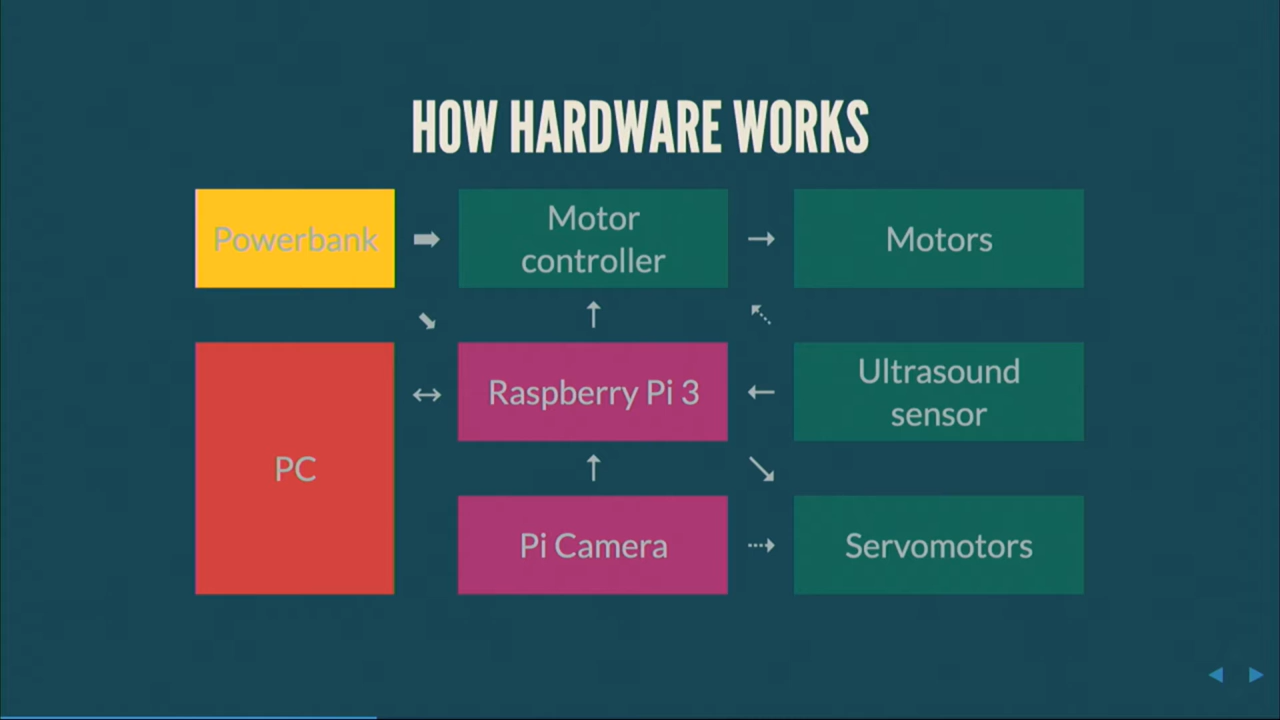 HOW HARDWARE WORKS
Powerbank
Motor
controller
Motors
PC
Raspberry Pi 3
Ultrasound
sensor
Pi Camera
Servomotors